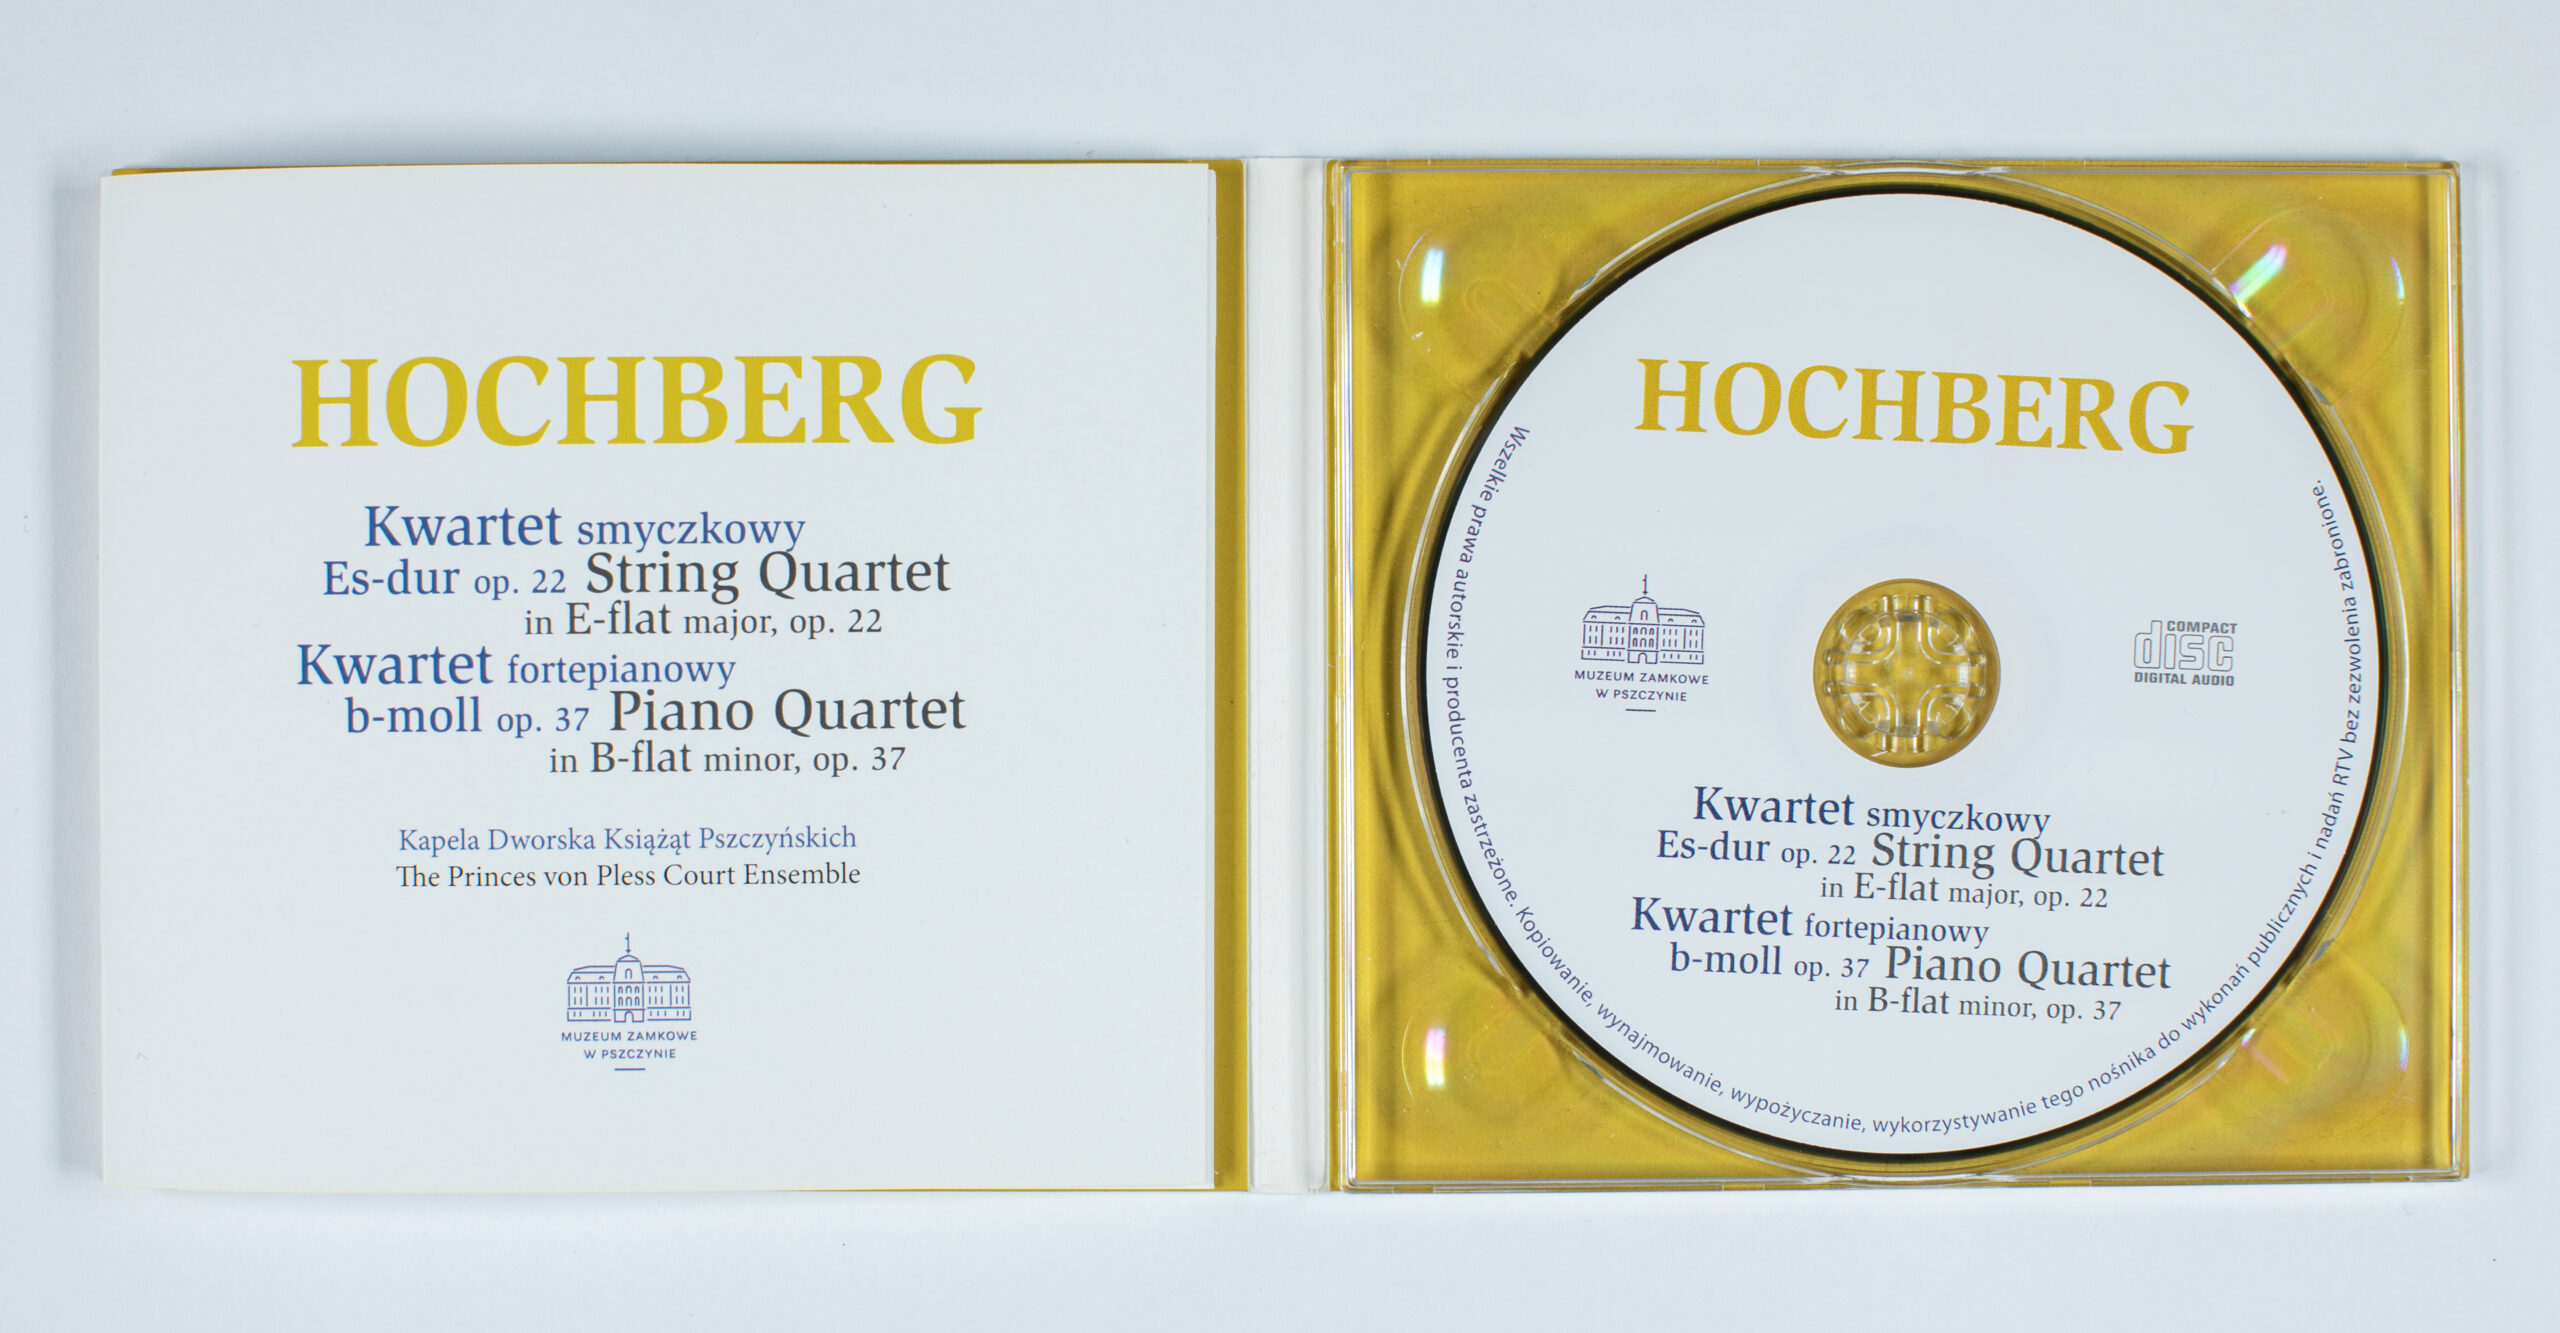 HOCHBERG
Kwartet smyczkowy
Es-dur op. 22 String Quartet
in E-flat major, op. 22
Kwartet fortepianowy
b-moll op. 37 Piano Quartet
in B-flat minor, op. 37
Kapela Dworska Książąt Pszczyńskich
The Princes von Pless Court Ensemble
MUZEUM ZAMKOWE
W PSZCZYNIE
HOCHBERG
MUZEUM ZAMKOWE
W PSZCZYNIE
COMPACT
disc
DIGITAL AUDIO
Kwartet smyczkowy
Es-dur op. 22 String Quartet
in E-flat major, op. 22
Kwartet fortepianowy
b-moll op. 37 Piano Quartet
in B-flat minor, op. 37
Wszelkie prawa autorskie i producenta zastrzeżone. Kopiowanie, wynajmowanie, wypożyczanie, wykorzystywanie tego nośnika do wykonań publicznych i nadań RTV bez zezwolenia zabronione.